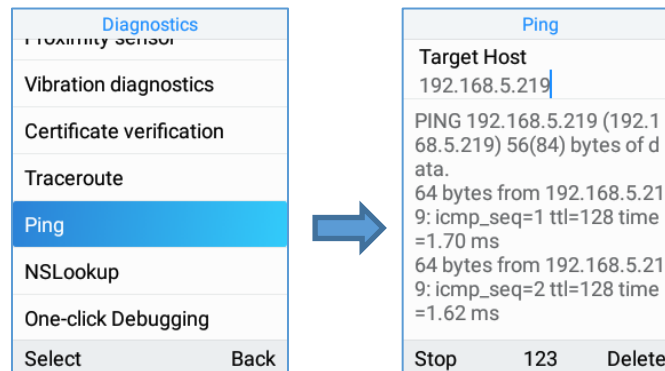 Diagnostics
Proximity sensor
Vibration diagnostics
Certificate verification
Traceroute
Ping
NSLookup
One-click Debugging
Select Back
Ping
Target Host
192.168.5.219
PING 192.168.5.219 (192.1
68.5.219) 56(84) bytes of d
ata.
64 bytes from 192.168.5.21
9: icmp_seq=1 ttl=128 time
=1.70 ms
64 bytes from 192.168.5.21
9: icmp_seq=2 ttl=128 time
=1.62 ms
Stop 123 Delete